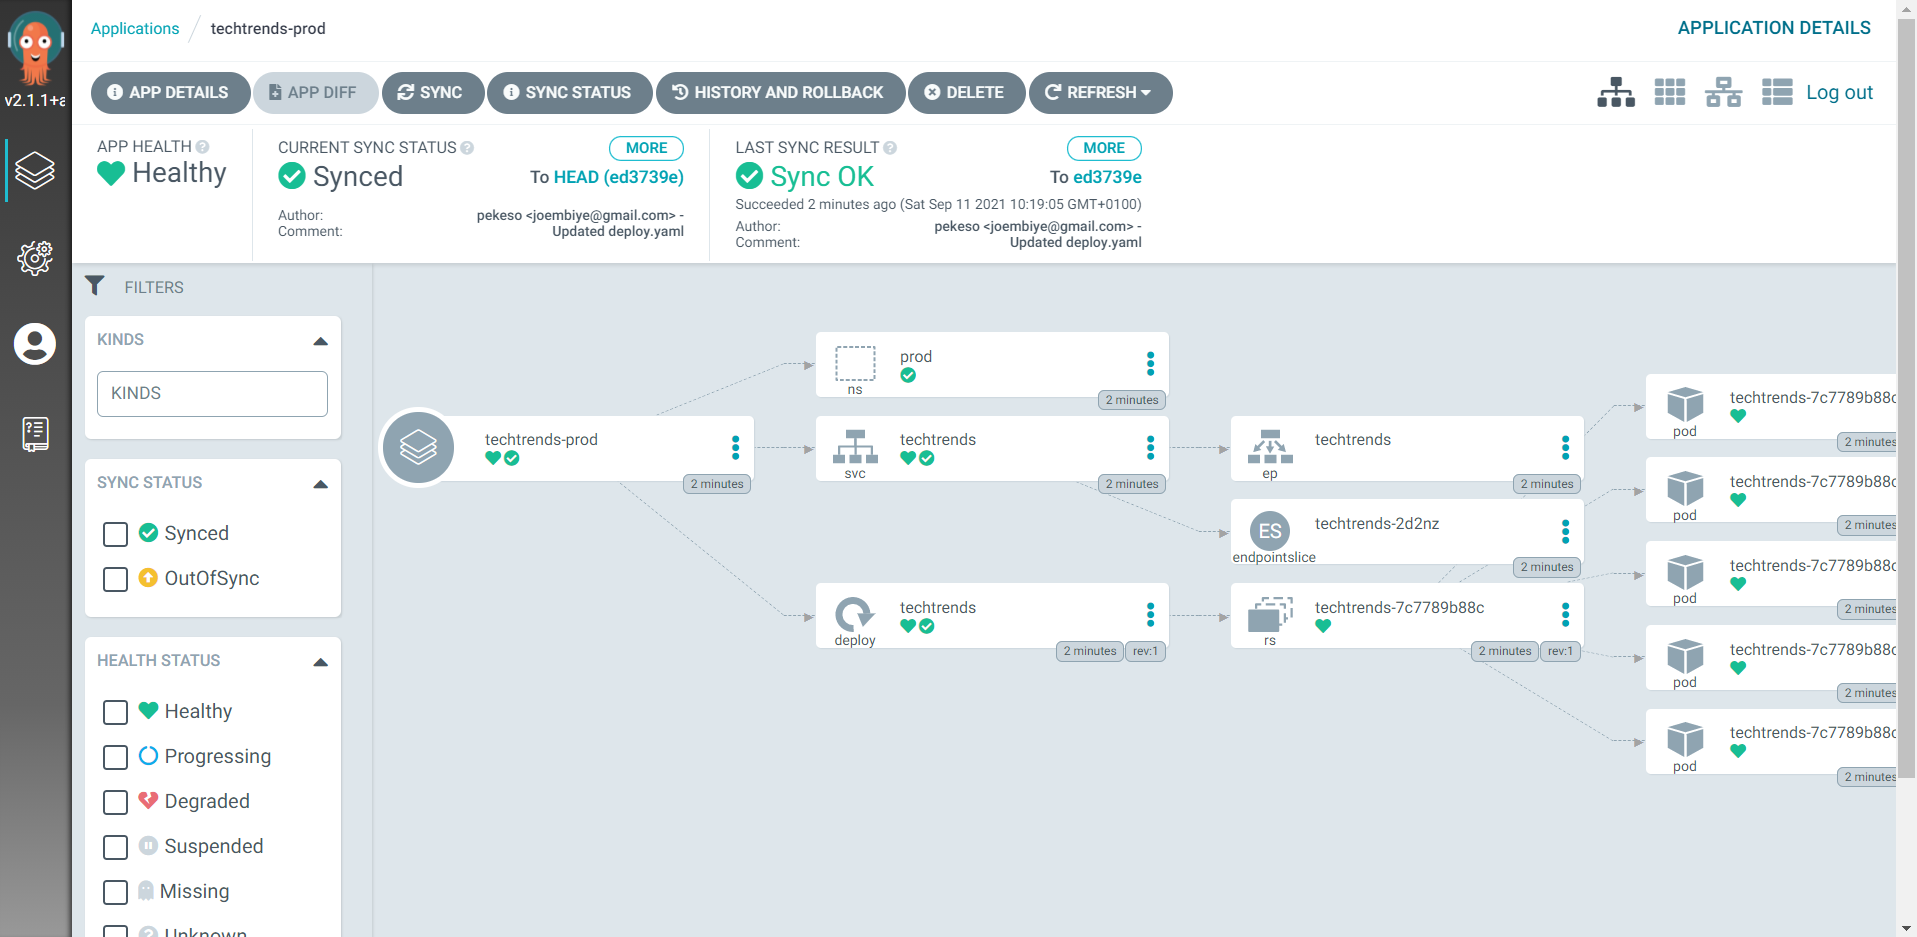 v2.1.1+a
Applications / techtrends-prod
APPLICATION DETAILS
APP DETAILS
APP DIFF
SYNC
SYNC STATUS
HISTORY AND ROLLBACK
DELETE
REFRESH
Log out
APP HEALTH
Healthy
CURRENT SYNC STATUS
MORE
Synced
To HEAD (ed3739e)
Author: pekeso <joembiye@gmail.com> -
Comment: Updated deploy.yaml
LAST SYNC RESULT
MORE
Sync OK
To ed3739e
Succeeded 2 minutes ago (Sat Sep 11 2021 10:19:05 GMT+0100)
Author: pekeso <joembiye@gmail.com> -
Comment: Updated deploy.yaml
FILTERS
KINDS
KINDS
SYNC STATUS
Synced
OutOfSync
HEALTH STATUS
Healthy
Progressing
Degraded
Suspended
Missing
Unknown
techtrends-prod
2 minutes
prod
ns
2 minutes
techtrends
svc
2 minutes
techtrends
deploy
2 minutes
rev:1
techtrends
ep
2 minutes
ES
techtrends-2d2nz
endpointslice
2 minutes
techtrends-7c7789b88c
rs
2 minutes
rev:1
techtrends-7c7789b88c
pod
2 minutes
techtrends-7c7789b88c
pod
2 minutes
techtrends-7c7789b88c
pod
2 minutes
techtrends-7c7789b88c
pod
2 minutes
techtrends-7c7789b88c
pod
2 minutes